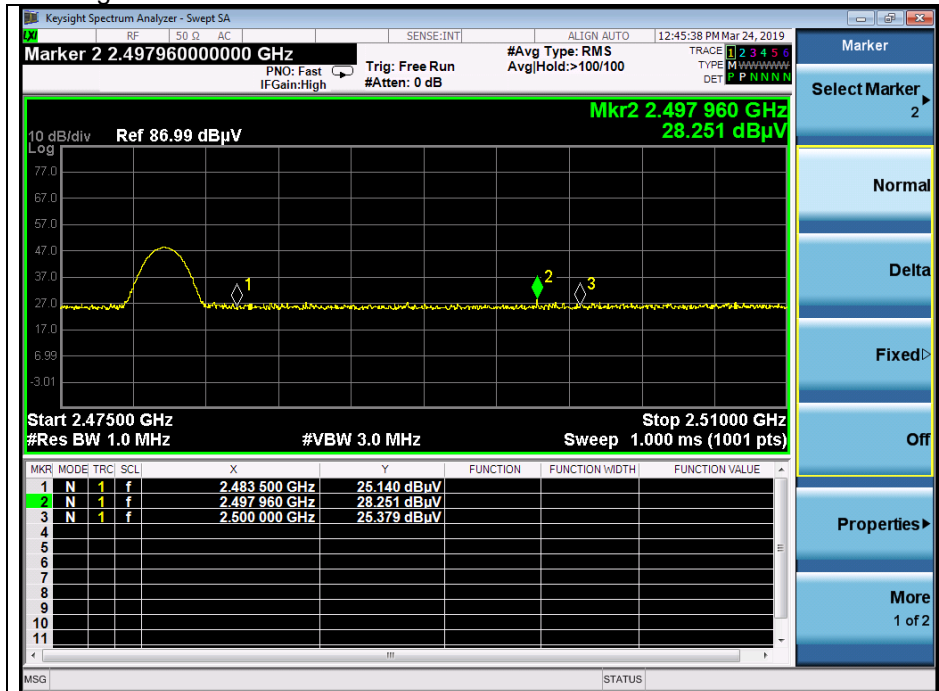 Keysight Spectrum Analyzer - Swept SA
LXI RF 50 Ω AC SENSE:INT ALIGN AUTO 12:45:38 PM Mar 24, 2019
Marker 2 2.497960000000 GHz
PNO: Fast
IFGain:High
Trig: Free Run
#Atten: 0 dB
#Avg Type: RMS
Avg|Hold:>100/100
TRACE 1 2 3 4 5 6
TYPE M WWWWW
DET P P N N N N
Mkr2 2.497 960 GHz
28.251 dBµV
10 dB/div Ref 86.99 dBµV
Log
77.0
67.0
57.0
47.0
37.0
27.0
17.0
6.99
-3.01
1
2
3
Start 2.47500 GHz Stop 2.51000 GHz
#Res BW 1.0 MHz #VBW 3.0 MHz Sweep 1.000 ms (1001 pts)
MKR MODE TRC SCL X Y FUNCTION FUNCTION WIDTH FUNCTION VALUE
1 N 1 f 2.483 500 GHz 25.140 dBµV
2 N 1 f 2.497 960 GHz 28.251 dBµV
3 N 1 f 2.500 000 GHz 25.379 dBµV
4
5
6
7
8
9
10
11
MSG STATUS
Marker
Select Marker
2
Normal
Delta
Fixed
Off
Properties
More
1 of 2